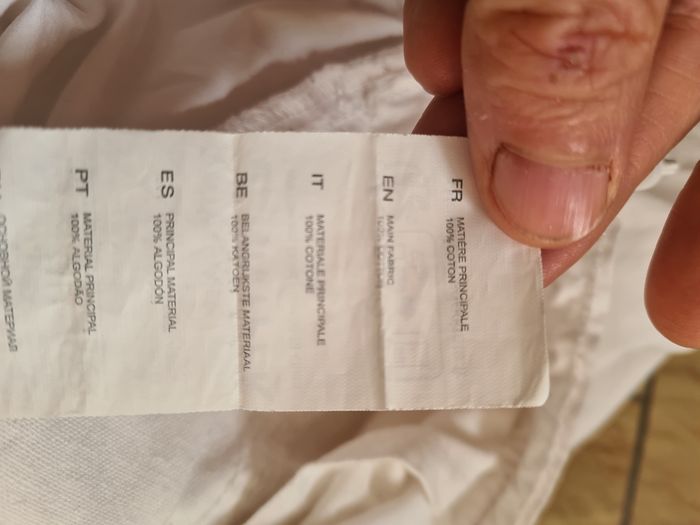 FR MATIÈRE PRINCIPALE
100% COTON
EN MAIN FABRIC
IT MATERIALE PRINCIPALE
100% COTONE
BE BELANGRIJKSTE MATERIAAL
100% KATOEN
ES PRINCIPAL MATERIAL
100% ALGODÓN
PT MATERIAL PRINCIPAL
100% ALGODÃO
ОСНОВНОЙ МАТЕРИАЛ